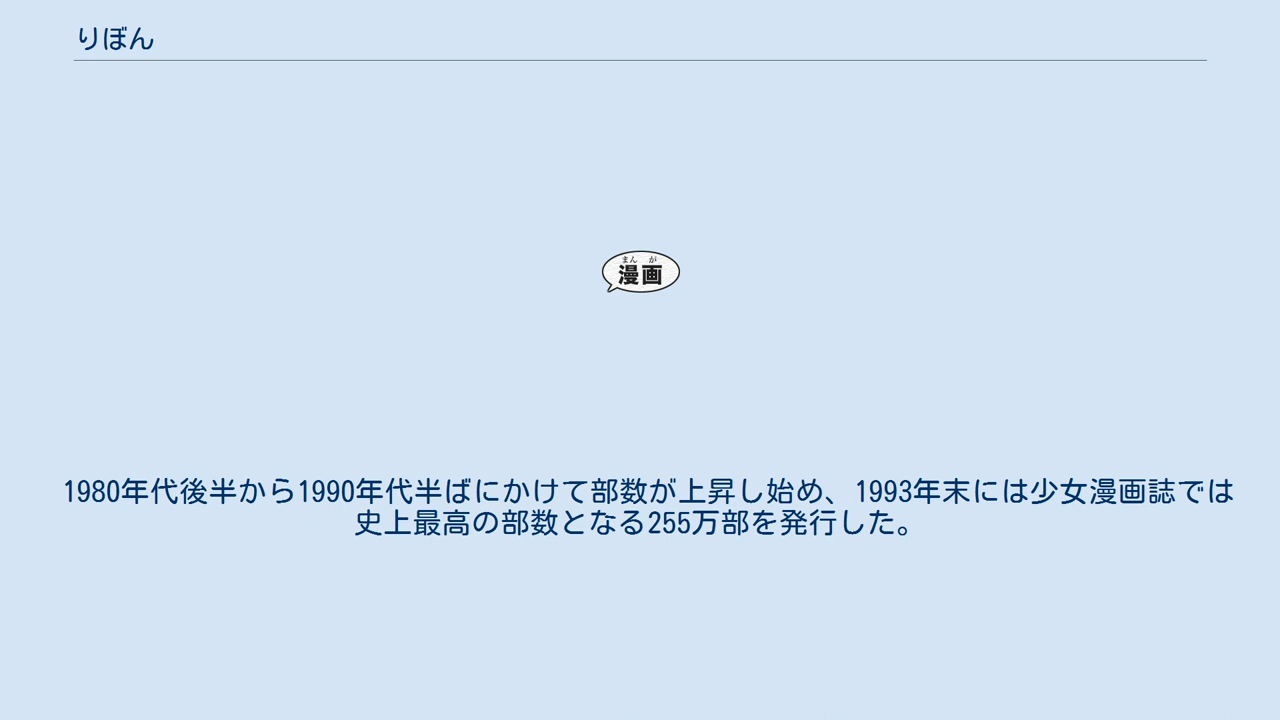 りぼん
まんが
漫画
1980年代後半から1990年代半ばにかけて部数が上昇し始め、1993年末には少女漫画誌では
史上最高の部数となる255万部を発行した。